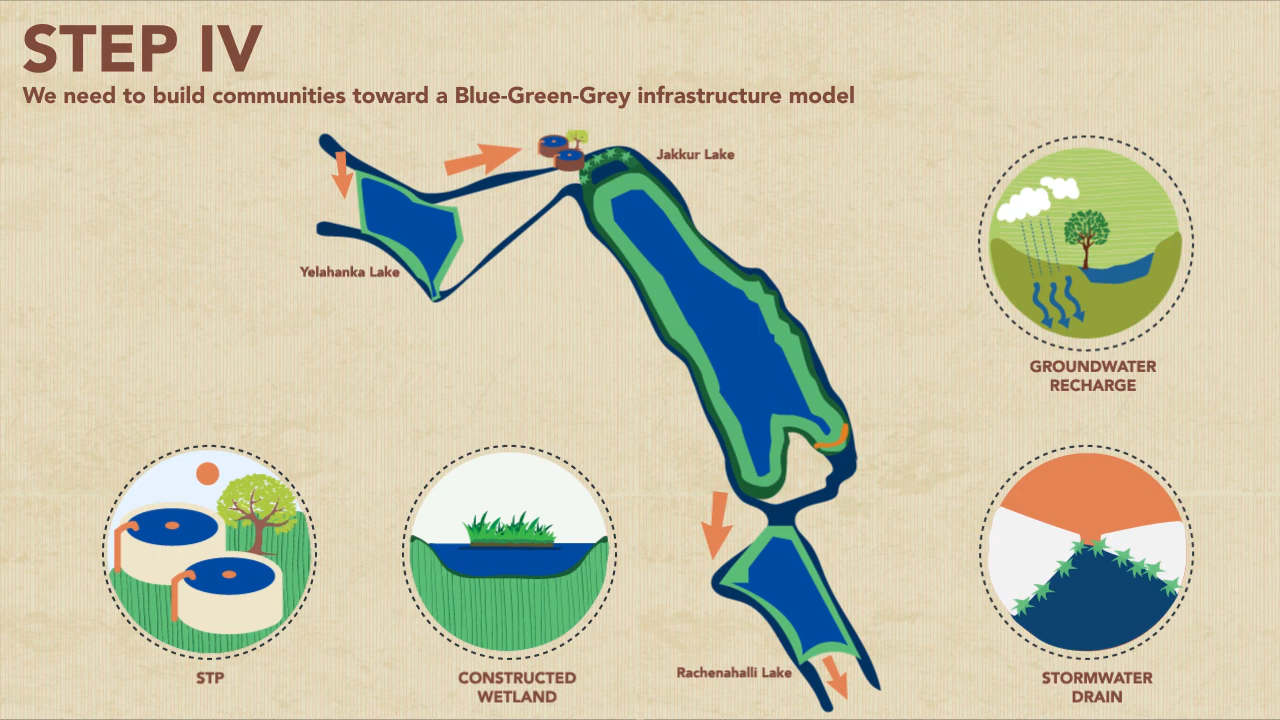 STEP IV
We need to build communities toward a Blue-Green-Grey infrastructure model
Jakkur Lake
Yelahanka Lake
GROUNDWATER
RECHARGE
Rachenahalli Lake
STP
CONSTRUCTED
WETLAND
STORMWATER
DRAIN